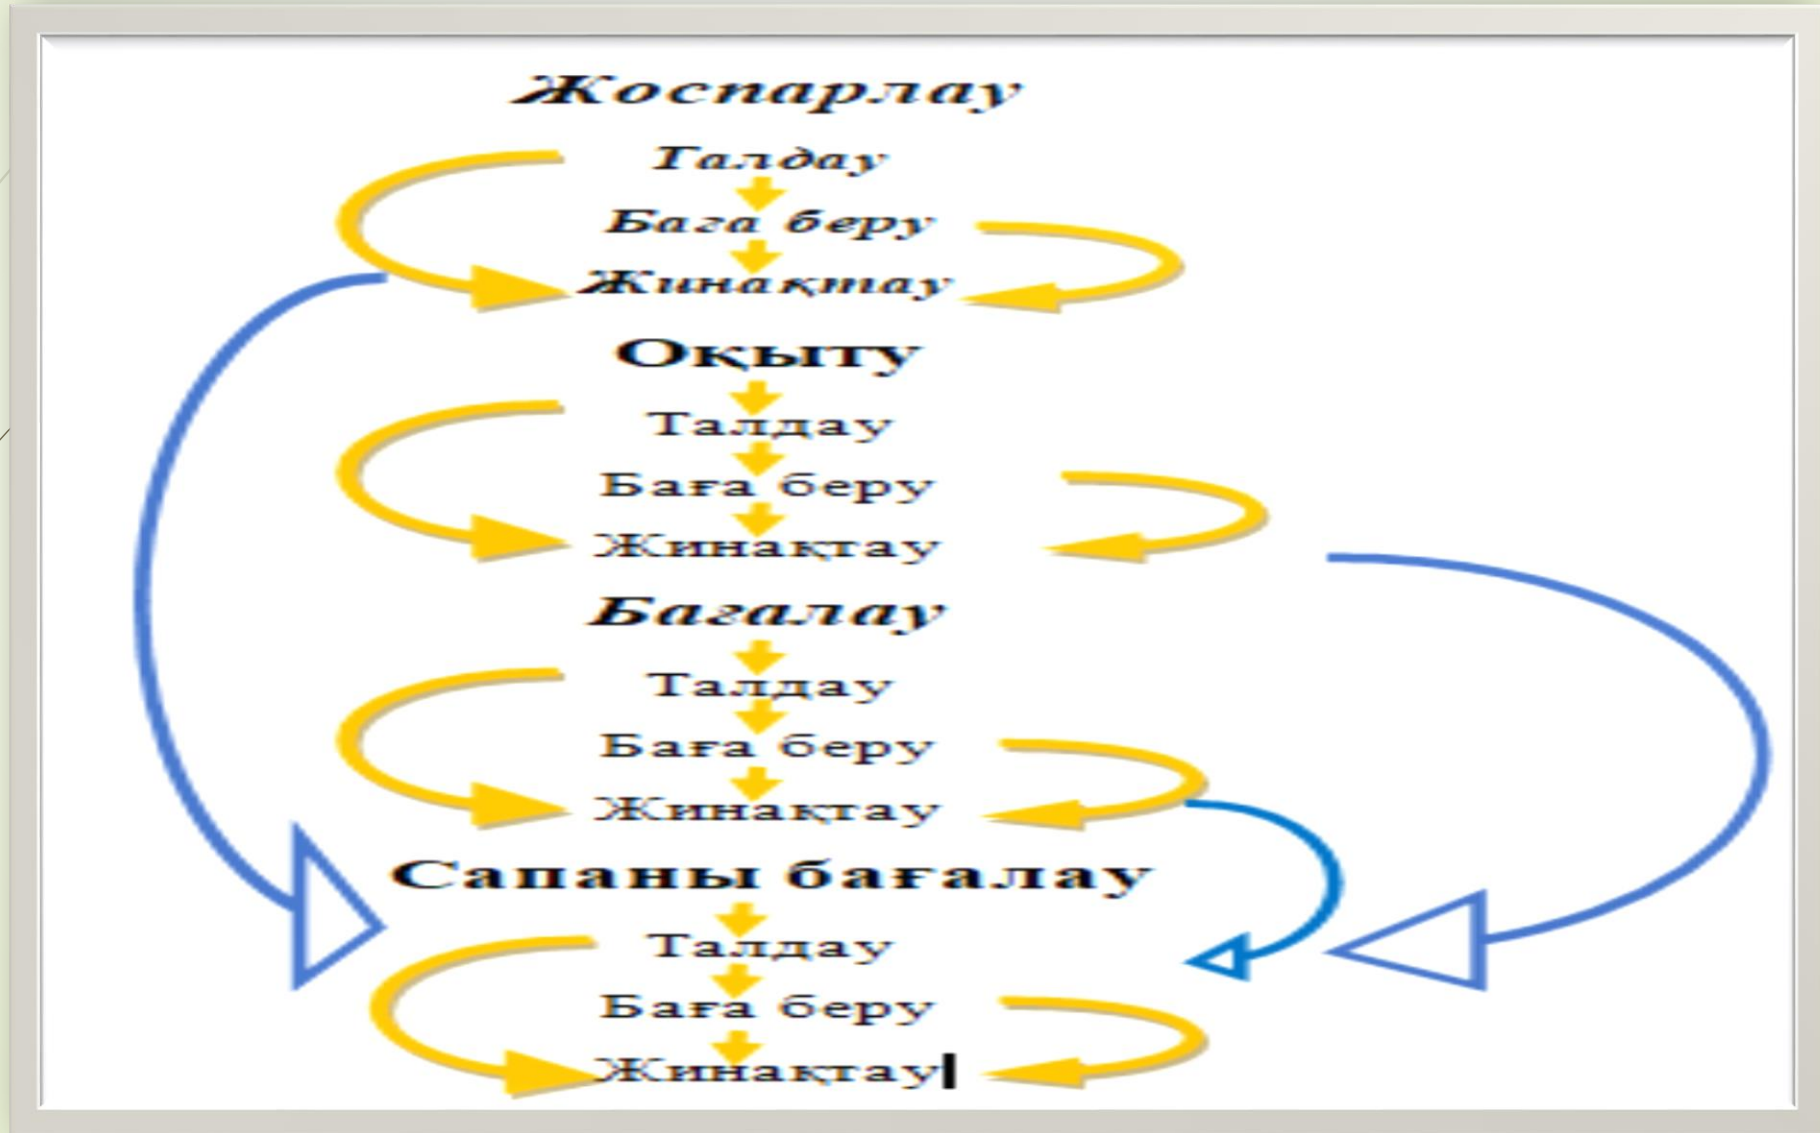 Жоспарлау
Талдау
Баға беру
Жинақтау
Оқыту
Талдау
Баға беру
Жинақтау
Бағалау
Талдау
Баға беру
Жинақтау
Сапаны бағалау
Талдау
Баға беру
Жинақтау